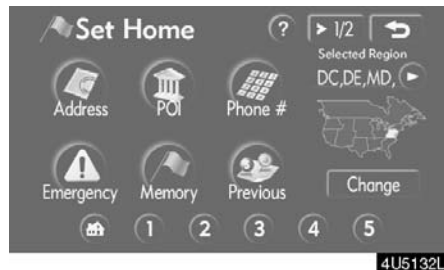 Set Home ? > 1/2
Selected Region
DC,DE,MD,
Address POI Phone #
Emergency Memory Previous Change
1 2 3 4 5
4U5132L